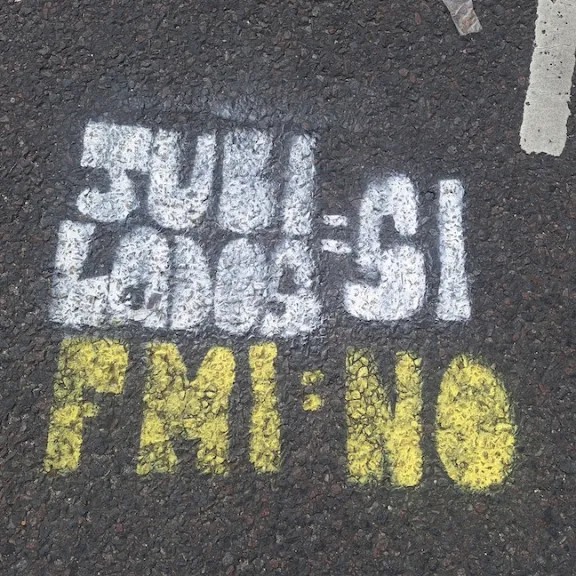 JUBI
LADOS : SI
FMI : NO